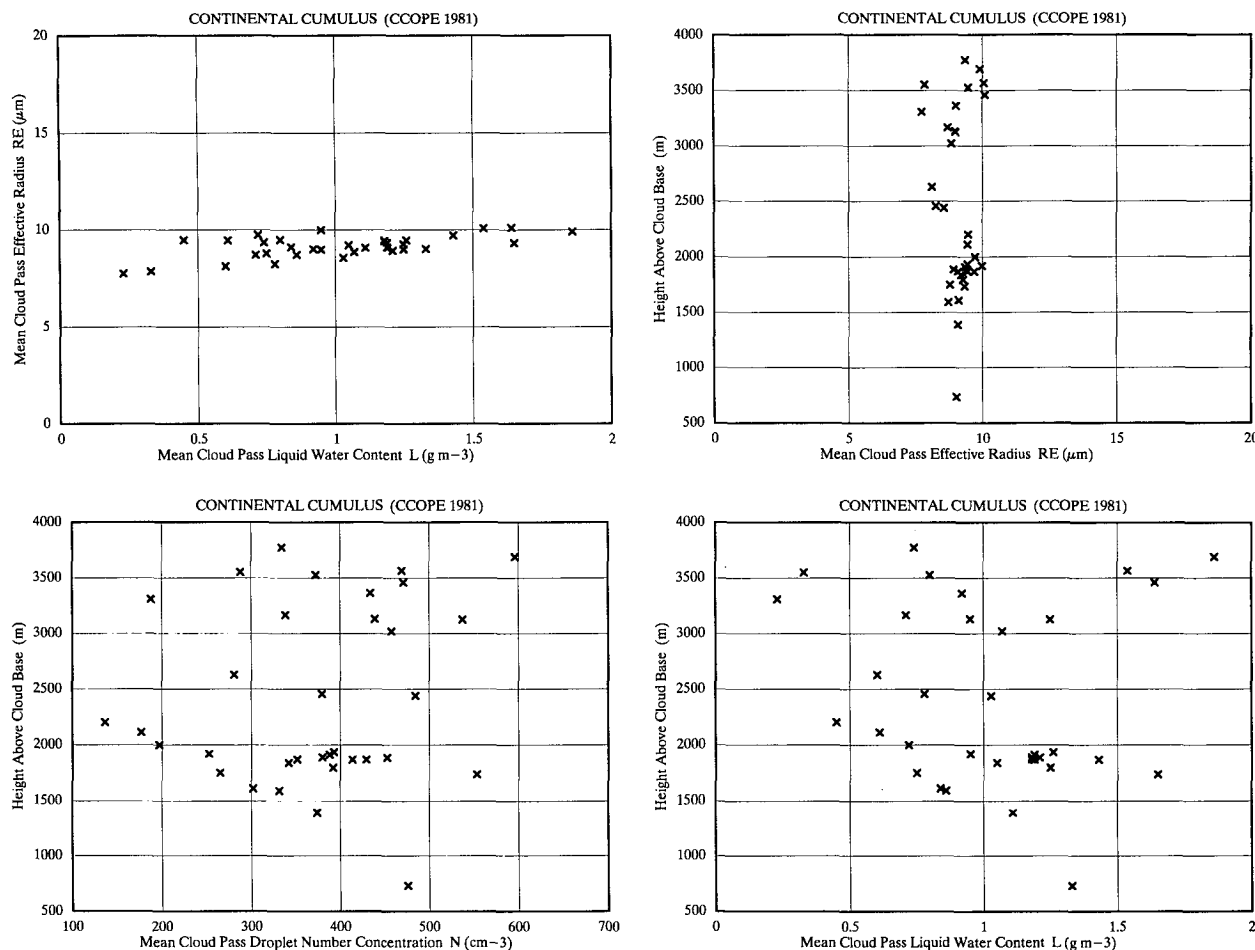 CONTINENTAL CUMULUS (CCOPE 1981)
20
15
10
5
0
Mean Cloud Pass Effective Radius RE (μm)
0 0.5 1 1.5 2
Mean Cloud Pass Liquid Water Content L (g m−3)
CONTINENTAL CUMULUS (CCOPE 1981)
4000
3500
3000
2500
2000
1500
1000
500
Height Above Cloud Base (m)
0 5 10 15 20
Mean Cloud Pass Effective Radius RE (μm)
CONTINENTAL CUMULUS (CCOPE 1981)
4000
3500
3000
2500
2000
1500
1000
500
Height Above Cloud Base (m)
100 200 300 400 500 600 700
Mean Cloud Pass Droplet Number Concentration N (cm−3)
CONTINENTAL CUMULUS (CCOPE 1981)
4000
3500
3000
2500
2000
1500
1000
500
Height Above Cloud Base (m)
0 0.5 1 1.5 2
Mean Cloud Pass Liquid Water Content L (g m−3)